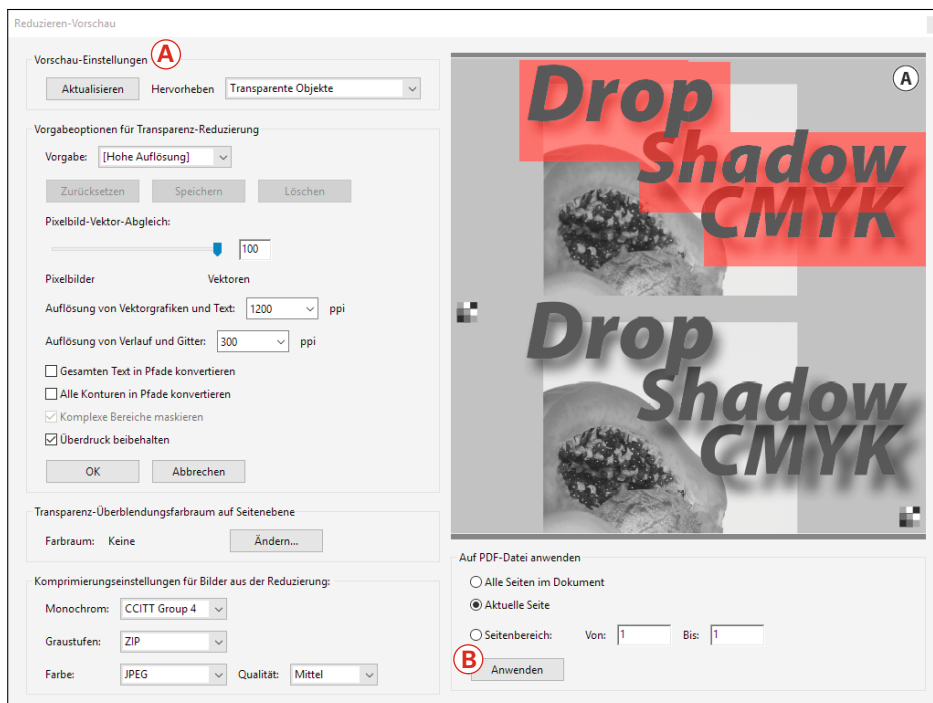 Reduzieren-Vorschau
Vorschau-Einstellungen A
Aktualisieren Hervorheben Transparente Objekte
Vorgabeoptionen für Transparenz-Reduzierung
Vorgabe: [Hohe Auflösung]
Zurücksetzen Speichern Löschen
Pixelbild-Vektor-Abgleich:
100
Pixelbilder Vektoren
Auflösung von Vektorgrafiken und Text: 1200 ppi
Auflösung von Verlauf und Gitter: 300 ppi
Gesamten Text in Pfade konvertieren
Alle Konturen in Pfade konvertieren
Komplexe Bereiche maskieren
Überdruck beibehalten
OK Abbrechen
Transparenz-Überblendungsfarbraum auf Seitenebene
Farbraum: Keine Ändern...
Komprimierungseinstellungen für Bilder aus der Reduzierung:
Monochrom: CCITT Group 4
Graustufen: ZIP
Farbe: JPEG Qualität: Mittel
A
Drop
Shadow
CMYK
Drop
Shadow
CMYK
Auf PDF-Datei anwenden
Alle Seiten im Dokument
Aktuelle Seite
Seitenbereich: Von: 1 Bis: 1
B
Anwenden